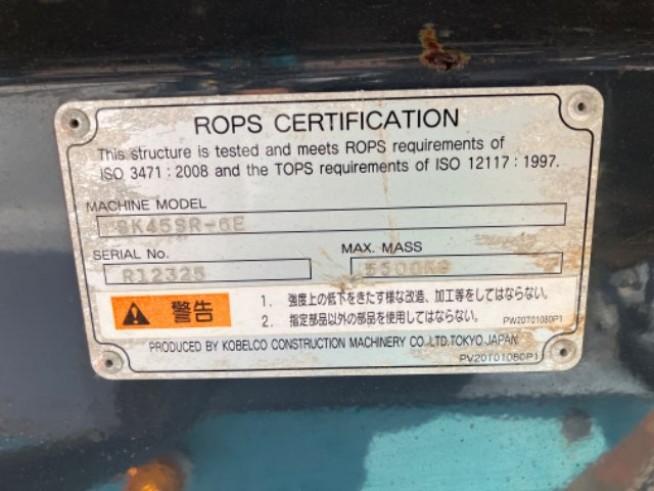 ROPS CERTIFICATION
This structure is tested and meets ROPS requirements of
ISO 3471 : 2008 and the TOPS requirements of ISO 12117 : 1997.
MACHINE MODEL
SK45SR-6E
SERIAL No.
MAX. MASS
R12325
5500KG
警告
1. 強度上の低下をきたす様な改造、加工等をしてはならない。
2. 指定部品以外の部品を使用してはならない。
PW20T01080P1
PRODUCED BY KOBELCO CONSTRUCTION MACHINERY CO.,LTD.TOKYO,JAPAN
PV20T01080P1